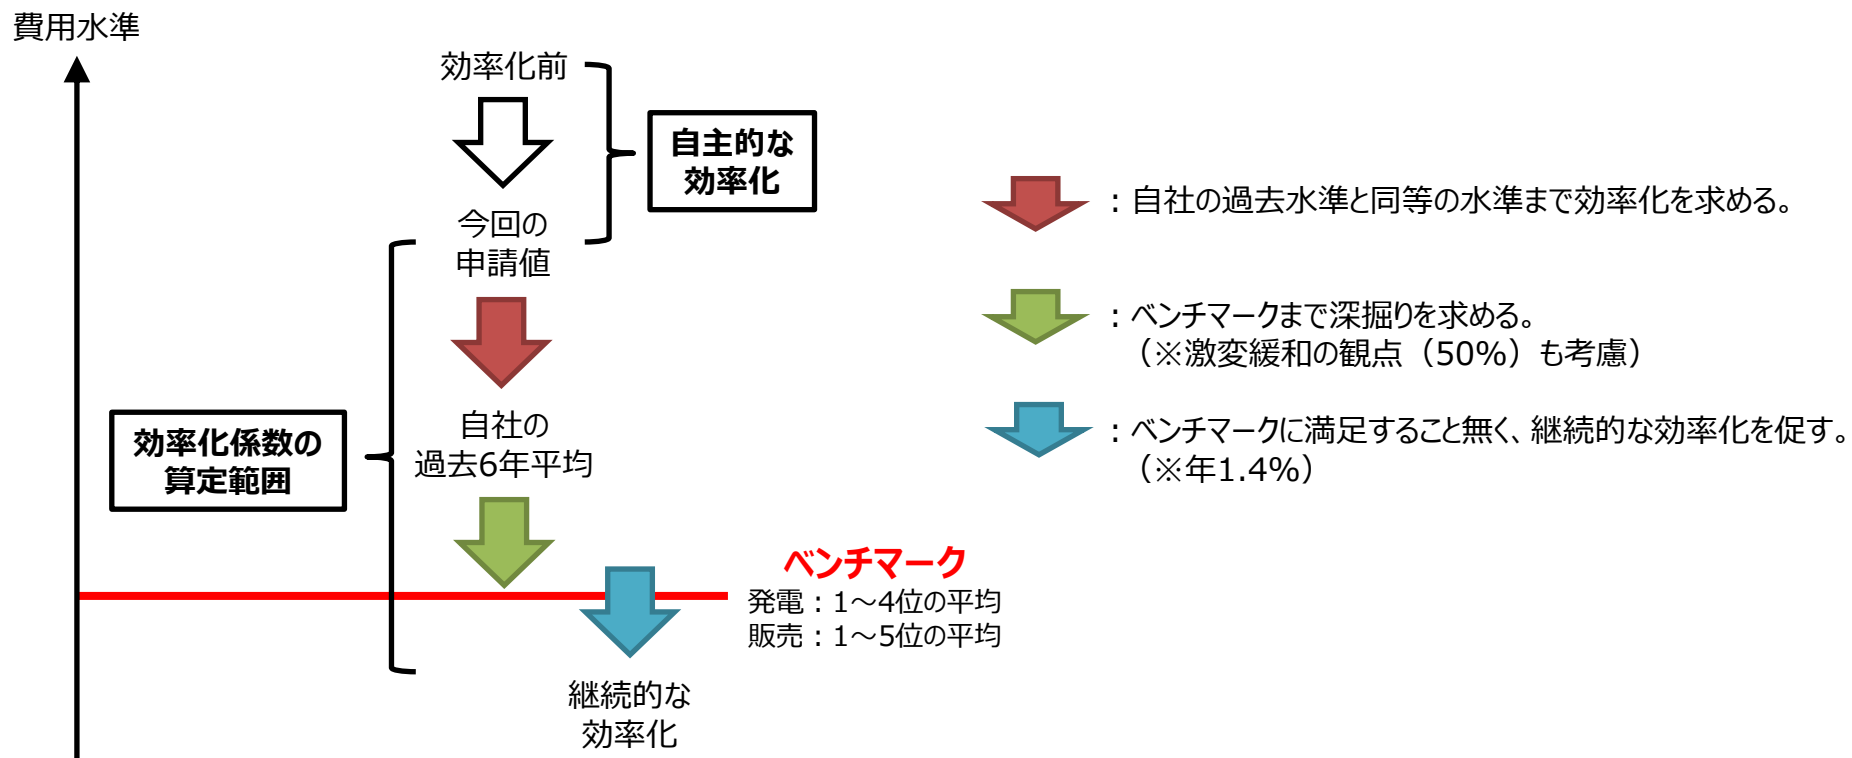 費用水準
効率化前
自主的な
効率化
今回の
申請値
自社の
過去6年平均
効率化係数の
算定範囲
ベンチマーク
発電：1～4位の平均
販売：1～5位の平均
継続的な
効率化
：自社の過去水準と同等の水準まで効率化を求める。
：ベンチマークまで深掘りを求める。
（※激変緩和の観点（50%）も考慮）
：ベンチマークに満足すること無く、継続的な効率化を促す。
（※年1.4%）